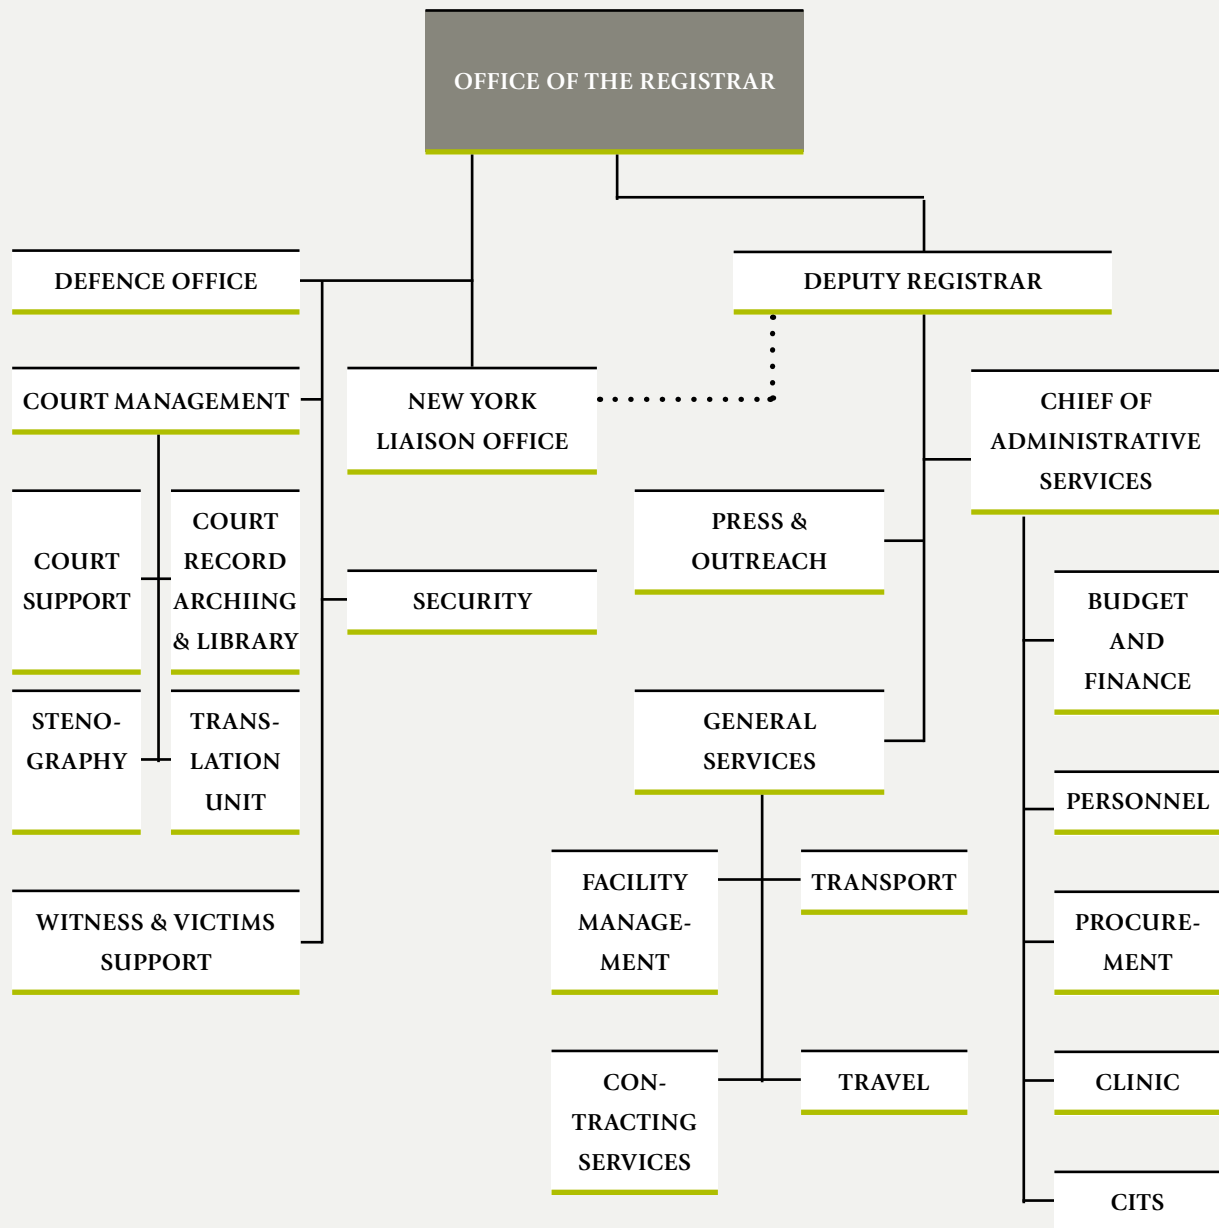 OFFICE OF THE REGISTRAR
DEFENCE OFFICE
DEPUTY REGISTRAR
COURT MANAGEMENT
NEW YORK
LIAISON OFFICE
CHIEF OF
ADMINISTRATIVE
SERVICES
COURT
SUPPORT
COURT
RECORD
ARCHIING
& LIBRARY
PRESS &
OUTREACH
SECURITY
BUDGET
AND
FINANCE
STENO-
GRAPHY
TRANS-
LATION
UNIT
GENERAL
SERVICES
PERSONNEL
WITNESS & VICTIMS
SUPPORT
FACILITY
MANAGE-
MENT
TRANSPORT
PROCURE-
MENT
CON-
TRACTING
SERVICES
TRAVEL
CLINIC
CITS